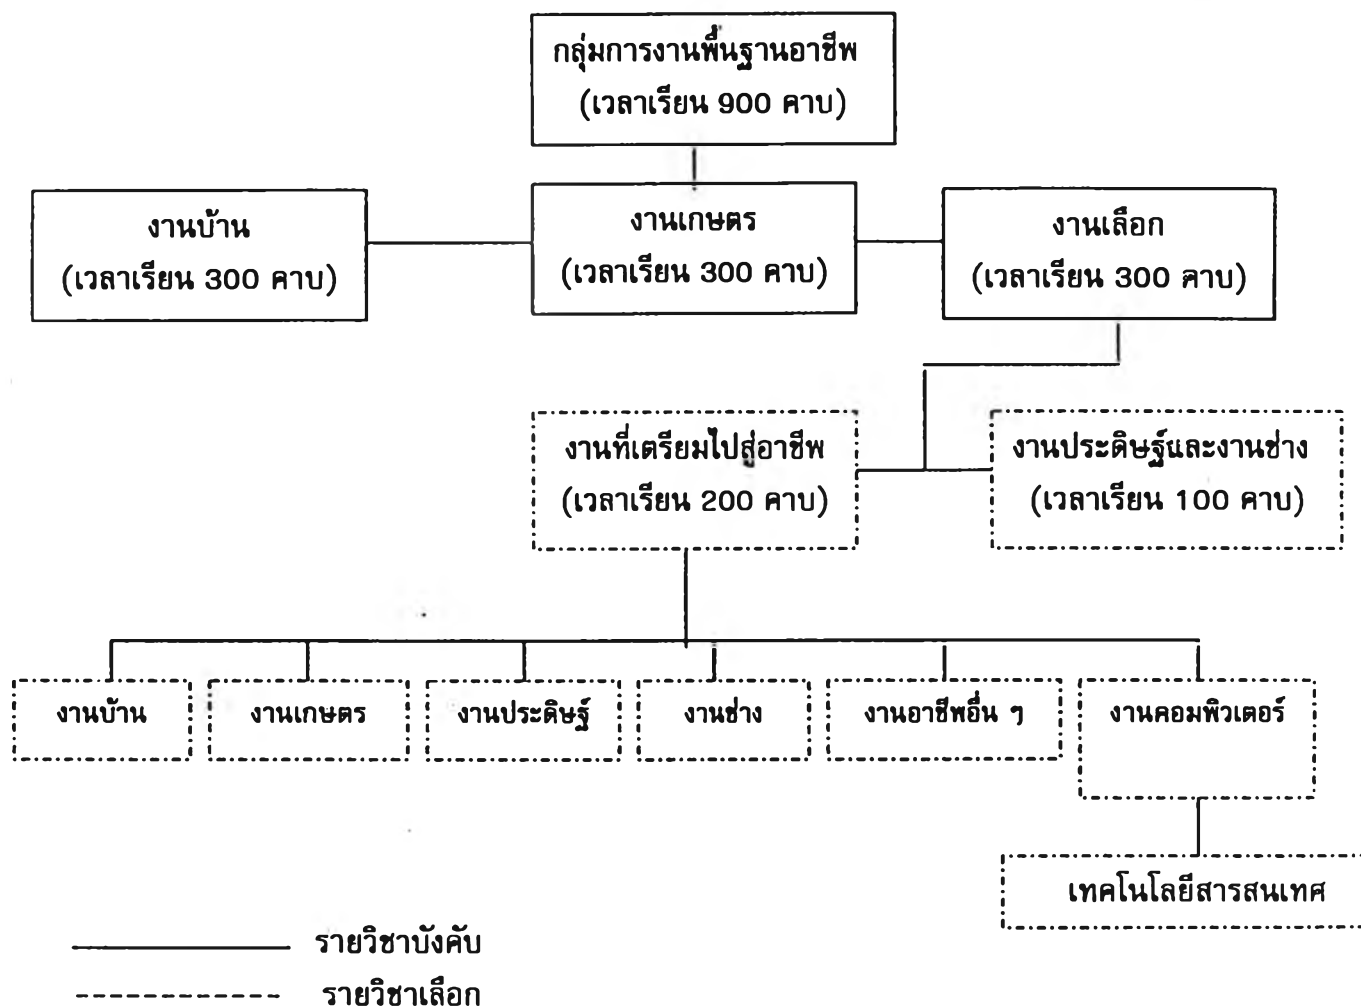 กลุ่มการงานพื้นฐานอาชีพ
(เวลาเรียน 900 คาบ)
งานบ้าน
(เวลาเรียน 300 คาบ)
งานเกษตร
(เวลาเรียน 300 คาบ)
งานเลือก
(เวลาเรียน 300 คาบ)
งานที่เตรียมไปสู่อาชีพ
(เวลาเรียน 200 คาบ)
งานประดิษฐ์และงานช่าง
(เวลาเรียน 100 คาบ)
งานบ้าน
งานเกษตร
งานประดิษฐ์
งานช่าง
งานอาชีพอื่น ๆ
งานคอมพิวเตอร์
เทคโนโลยีสารสนเทศ
รายวิชาบังคับ
รายวิชาเลือก